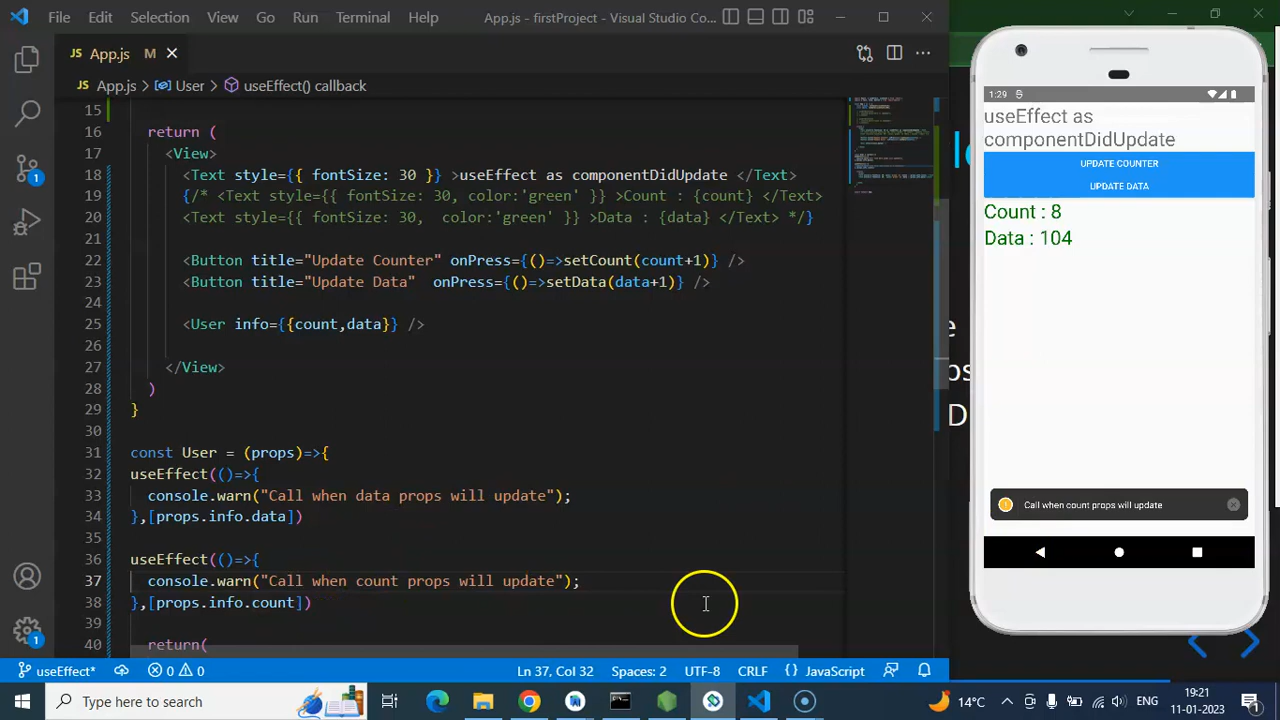 File Edit Selection View Go Run Terminal Help App.js - firstProject - Visual Studio Co...
JS App.js M
JS App.js > User > useEffect() callback
15
16 return (
17 <View>
18 <Text style={{ fontSize: 30 }} >useEffect as componentDidUpdate </Text>
19 {/* <Text style={{ fontSize: 30, color:'green' }} >Count : {count} </Text>
20 <Text style={{ fontSize: 30,  color:'green' }} >Data : {data} </Text> */}
21
22 <Button title="Update Counter" onPress={()=>setCount(count+1)} />
23 <Button title="Update Data"  onPress={()=>setData(data+1)} />
24
25 <User info={{count,data}} />
26
27 </View>
28 )
29 }
30
31 const User = (props)=>{
32 useEffect(()=>{
33 console.warn("Call when data props will update");
34 },[props.info.data])
35
36 useEffect(()=>{
37 console.warn("Call when count props will update");
38 },[props.info.count])
39
40 return(
useEffect* 0 0 Ln 37, Col 32 Spaces: 2 UTF-8 CRLF {} JavaScript
1
1
1:29
useEffect as
componentDidUpdate
UPDATE COUNTER
UPDATE DATA
Count : 8
Data : 104
Call when count props will update
Type here to search
14°C ENG 19:21
11-01-2023
1